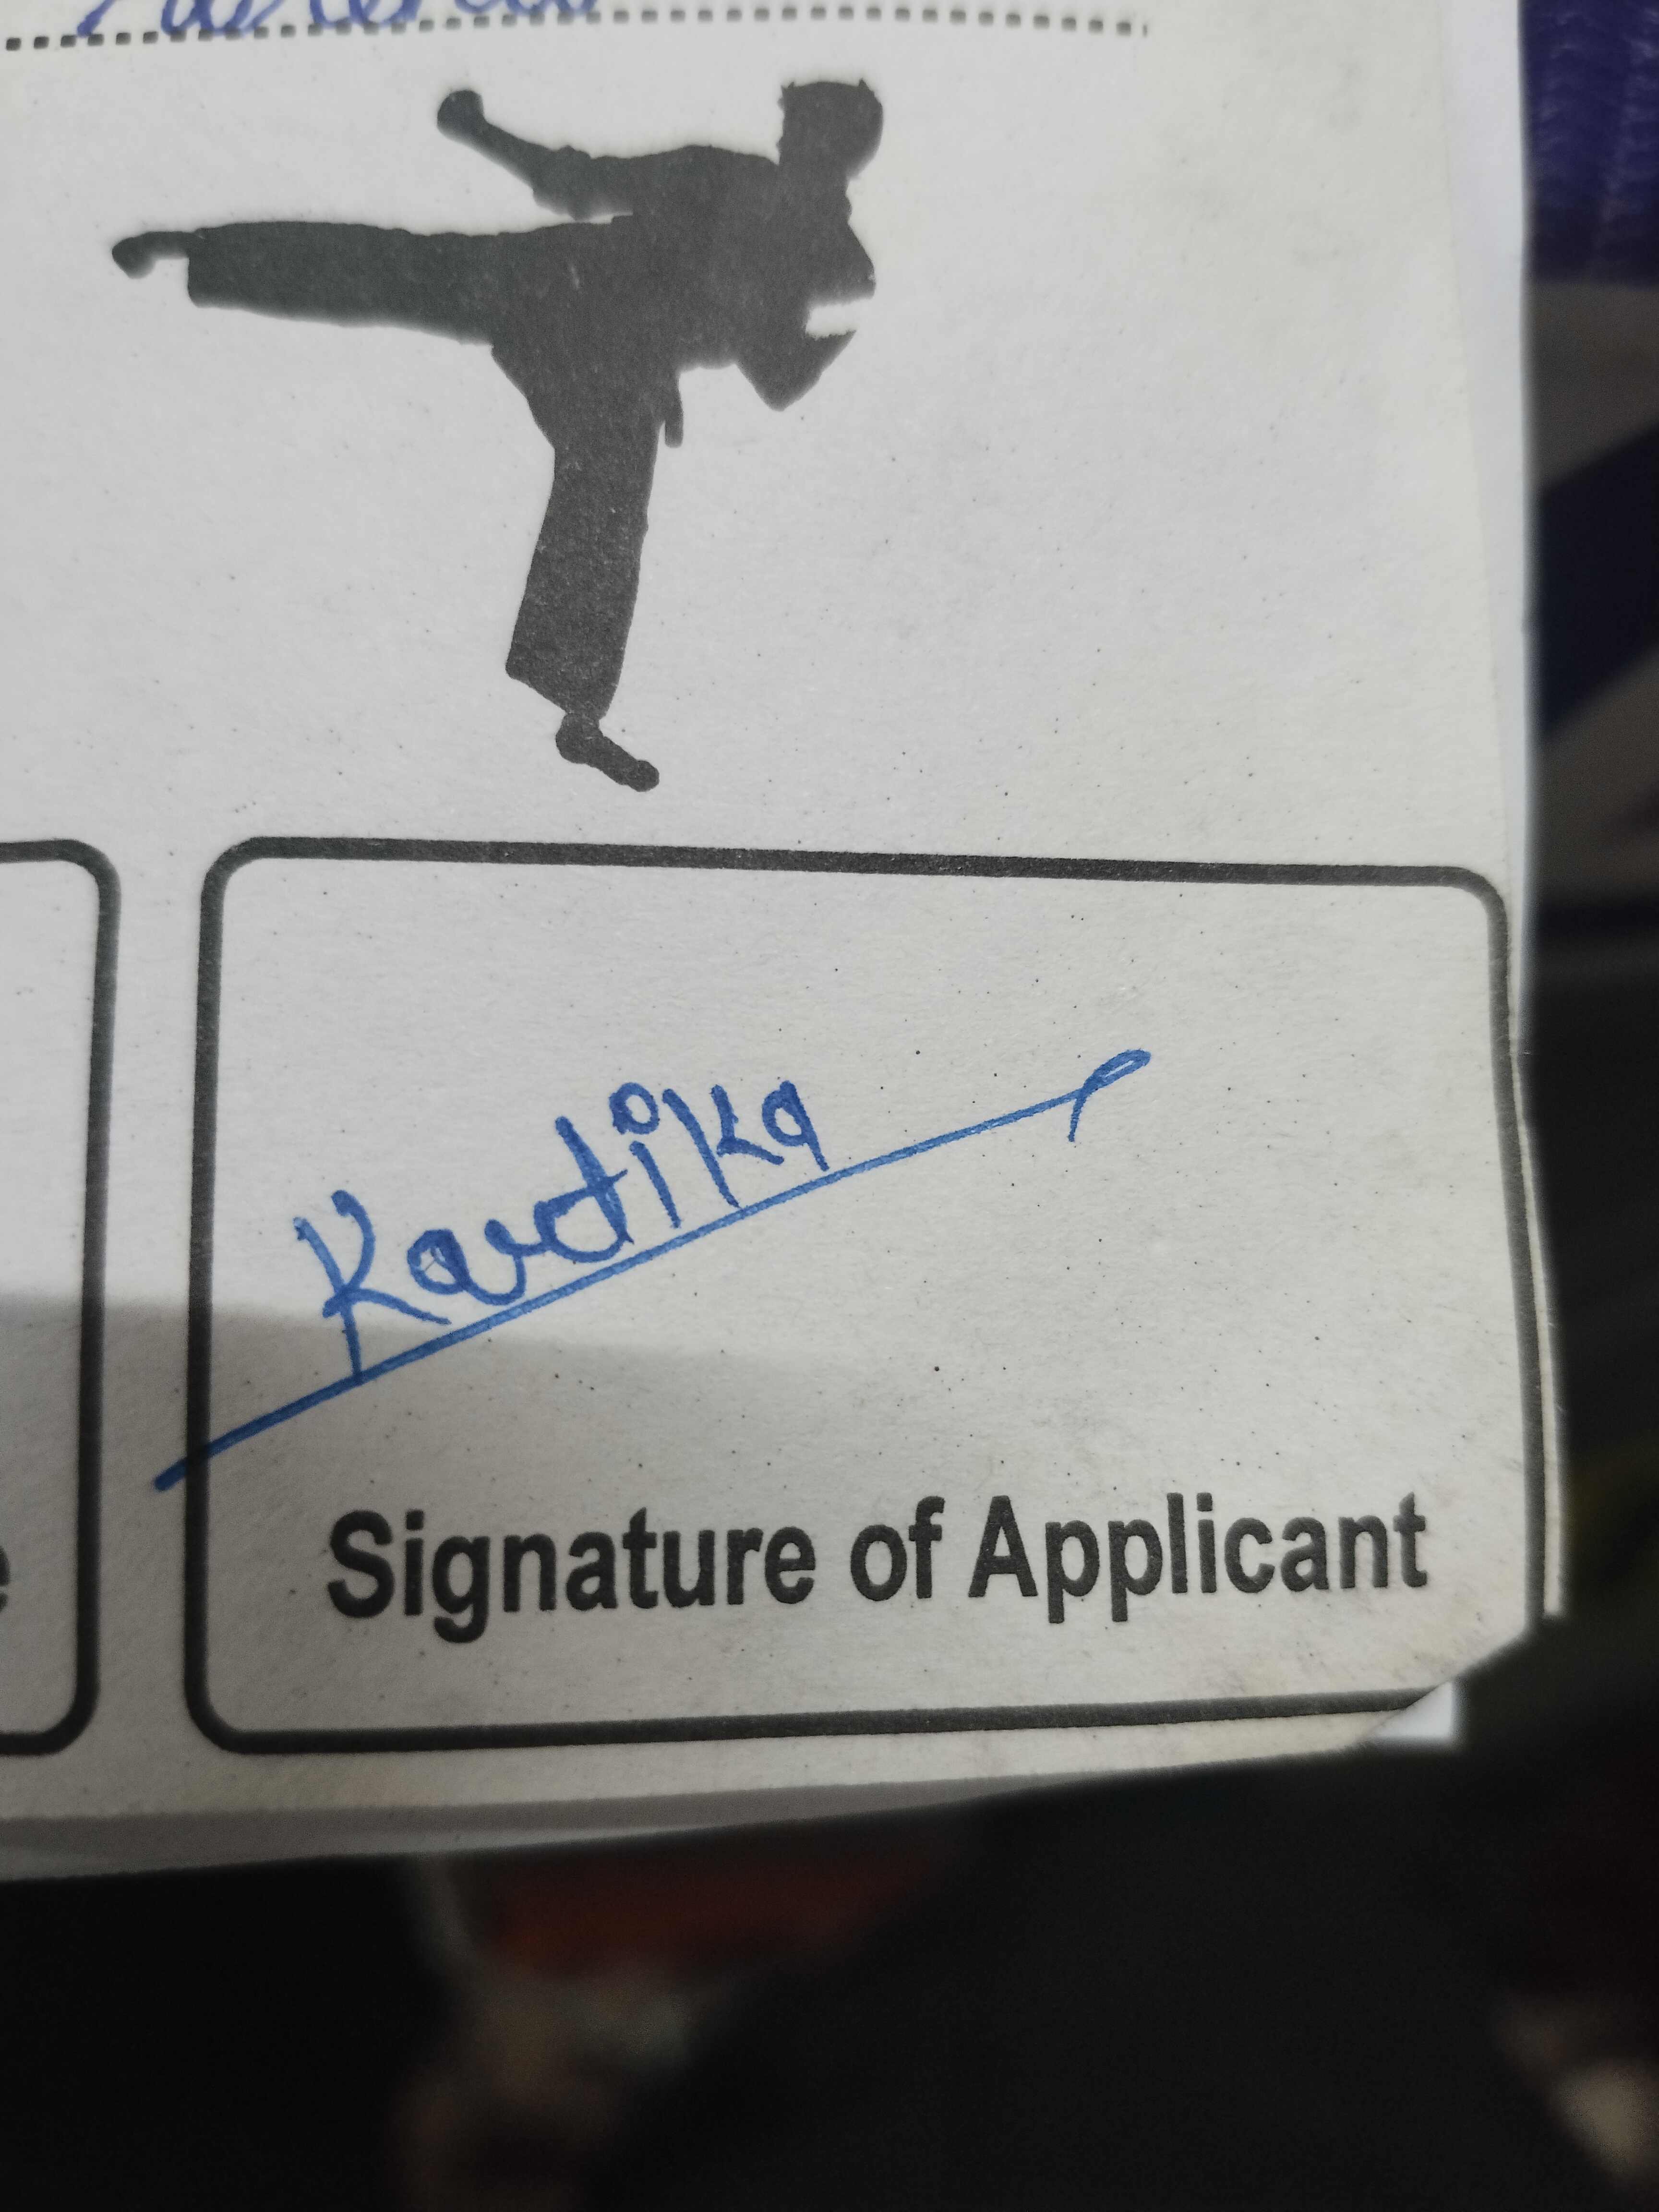 Kartika
Signature of Applicant